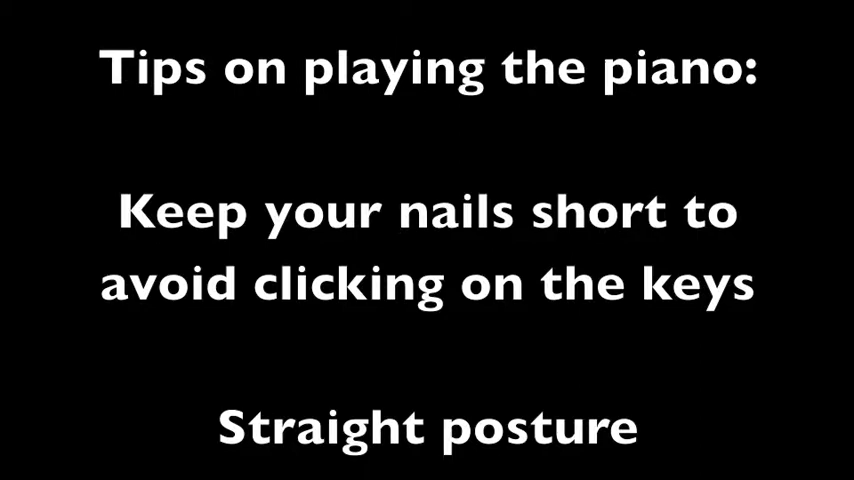 Tips on playing the piano:
Keep your nails short to
avoid clicking on the keys
Straight posture